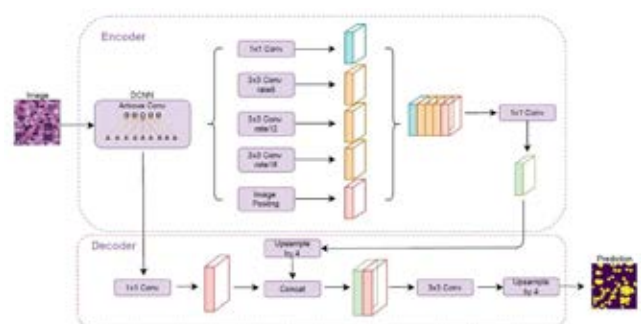 Encoder
Image
DCNN
Atrous Conv
1x1 Conv
3x3 Conv
rate6
3x3 Conv
rate12
3x3 Conv
rate18
Image
Pooling
1x1 Conv
Decoder
Upsample
by 4
1x1 Conv
Concat
3x3 Conv
Upsample
by 4
Prediction